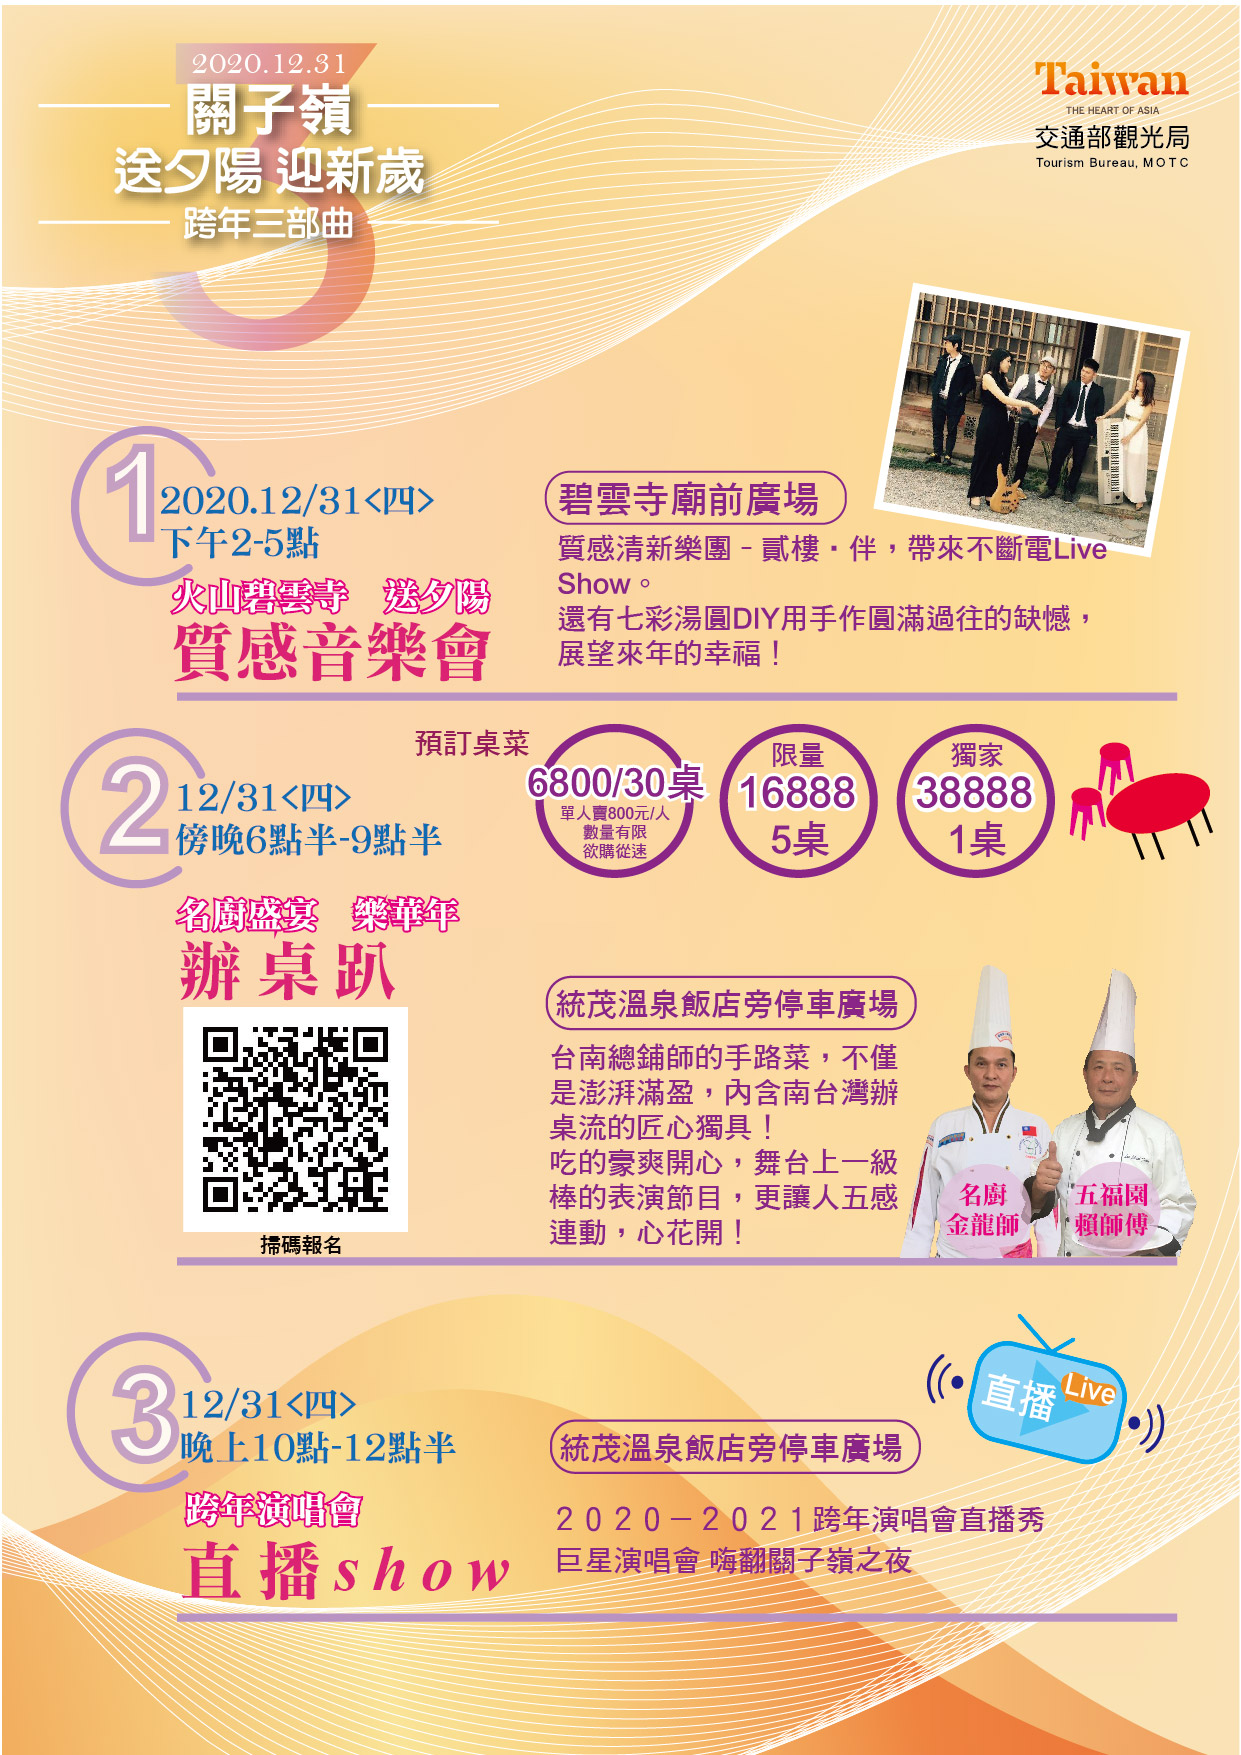 2020.12.31
關子嶺
送夕陽 迎新歲
跨年三部曲
3
Taiwan
THE HEART OF ASIA
交通部觀光局
Tourism Bureau, MOTC
1
2020.12/31<四>
下午2-5點
火山碧雲寺 送夕陽
質感音樂會
碧雲寺廟前廣場
質感清新樂團－貳樓・伴，帶來不斷電Live
Show。
還有七彩湯圓DIY用手作圓滿過往的缺憾，
展望來年的幸福！
2
12/31<四>
傍晚6點半-9點半
名廚盛宴 樂華年
辦桌趴
掃碼報名
預訂桌菜
6800/30桌
單人賣800元/人
數量有限
欲購從速
限量
16888
5桌
獨家
38888
1桌
統茂溫泉飯店旁停車廣場
台南總鋪師的手路菜，不僅
是澎湃滿盈，內含南台灣辦
桌流的匠心獨具！
吃的豪爽開心，舞台上一級
棒的表演節目，更讓人五感
連動，心花開！
名廚
金龍師
五福園
賴師傅
3
12/31<四>
晚上10點-12點半
跨年演唱會
直播show
直播 Live
統茂溫泉飯店旁停車廣場
２０２０－２０２１跨年演唱會直播秀
巨星演唱會 嗨翻關子嶺之夜